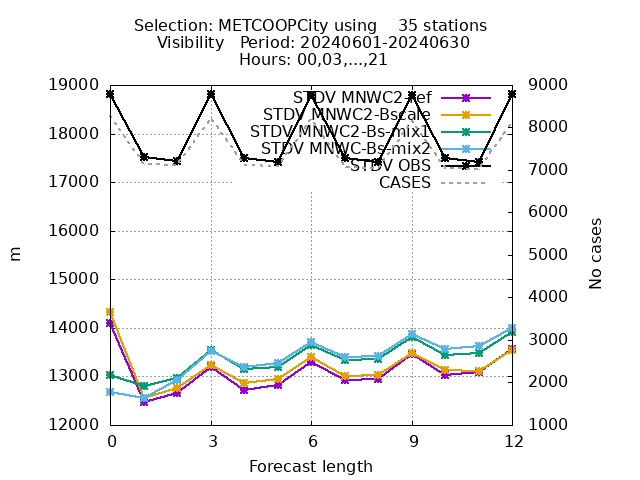 Selection: METCOOPCity using    35 stations
Visibility   Period: 20240601-20240630
Hours: 00,03,...,21
19000
18000
17000
16000
15000
14000
13000
12000
9000
8000
7000
6000
5000
4000
3000
2000
1000
STDV MNWC2-ref
STDV MNWC2-Bscale
STDV MNWC2-Bs-mix1
STDV MNWC-Bs-mix2
STDV OBS
CASES
m
No cases
0 3 6 9 12
Forecast length